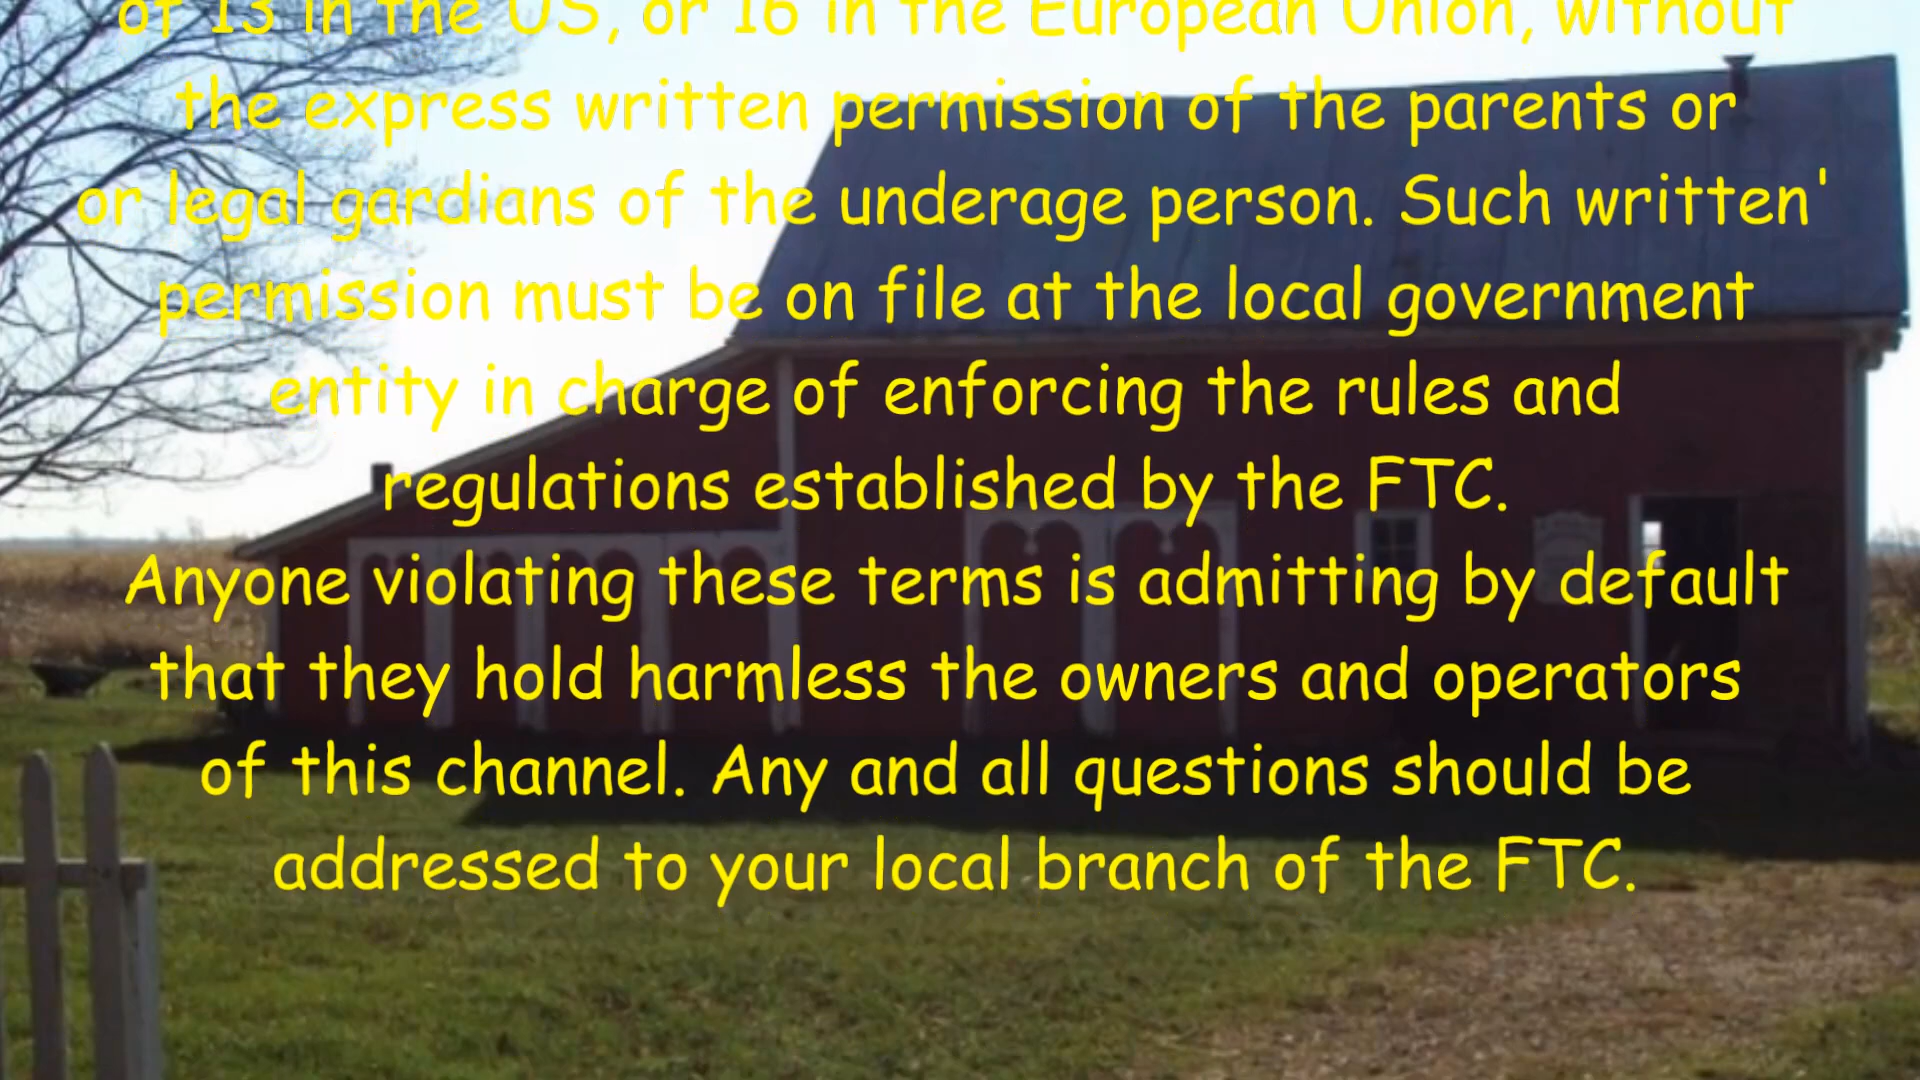 of 13 in the US, or 16 in the European Union, without
the express written permission of the parents or
or legal gardians of the underage person. Such written'
permission must be on file at the local government
entity in charge of enforcing the rules and
regulations established by the FTC.
Anyone violating these terms is admitting by default
that they hold harmless the owners and operators
of this channel. Any and all questions should be
addressed to your local branch of the FTC.